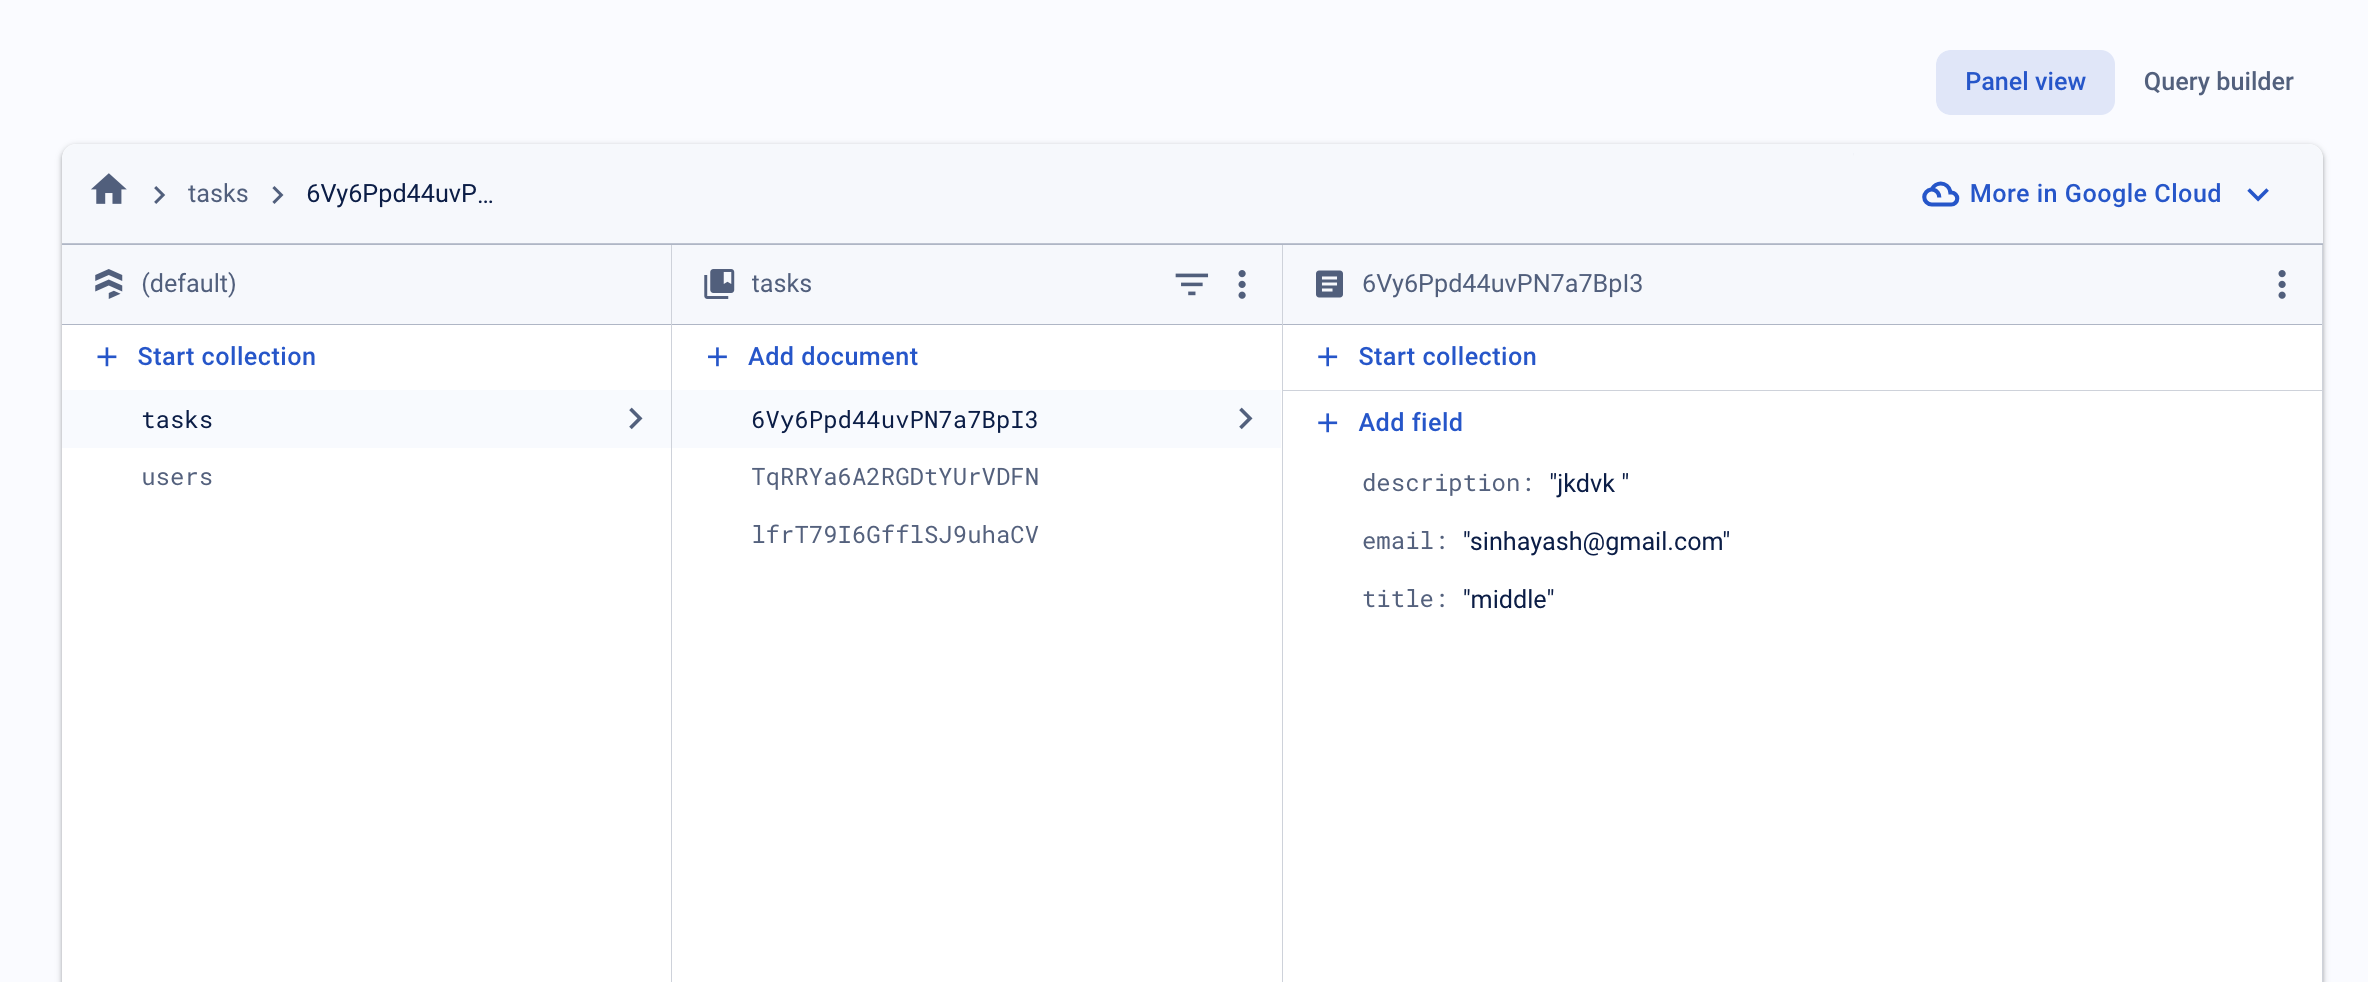 Panel view
Query builder
tasks
6Vy6Ppd44uvP...
More in Google Cloud
(default)
Start collection
tasks
users
tasks
Add document
6Vy6Ppd44uvPN7a7BpI3
TqRRYa6A2RGDtYUrVDFN
lfrT79I6GfflSJ9uhaCV
6Vy6Ppd44uvPN7a7BpI3
Start collection
Add field
description: "jkdvk "
email: "sinhayash@gmail.com"
title: "middle"